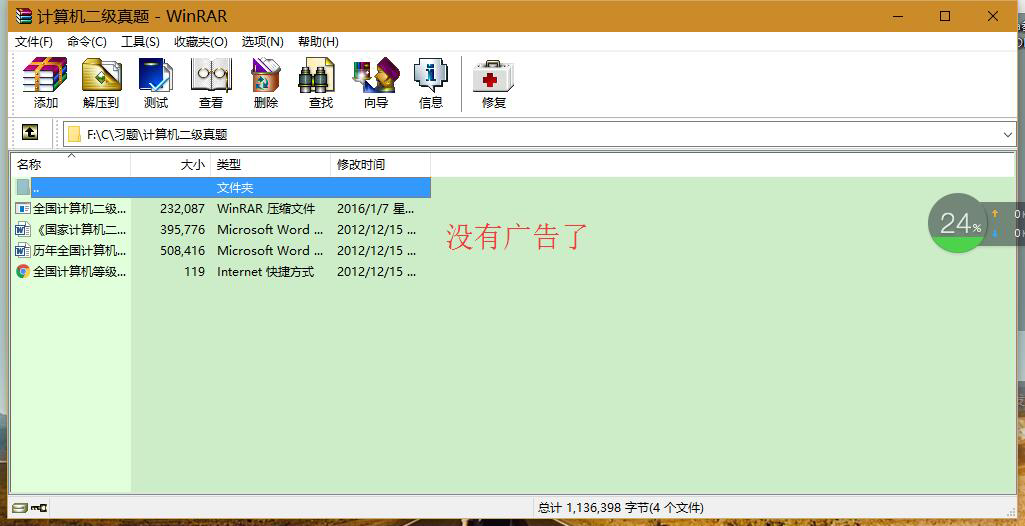 计算机二级真题 - WinRAR
文件(F) 命令(C) 工具(S) 收藏夹(O) 选项(N) 帮助(H)
添加 解压到 测试 查看 删除 查找 向导 信息 修复
F:\C\习题\计算机二级真题
名称 大小 类型 修改时间
.. 文件夹
全国计算机二级... 232,087 WinRAR 压缩文件 2016/1/7 星...
《国家计算机二... 395,776 Microsoft Word ... 2012/12/15 ...
历年全国计算机... 508,416 Microsoft Word ... 2012/12/15 ...
全国计算机等级... 119 Internet 快捷方式 2012/12/15 ...
没有广告了
24%
0K
0K
总计 1,136,398 字节(4 个文件)